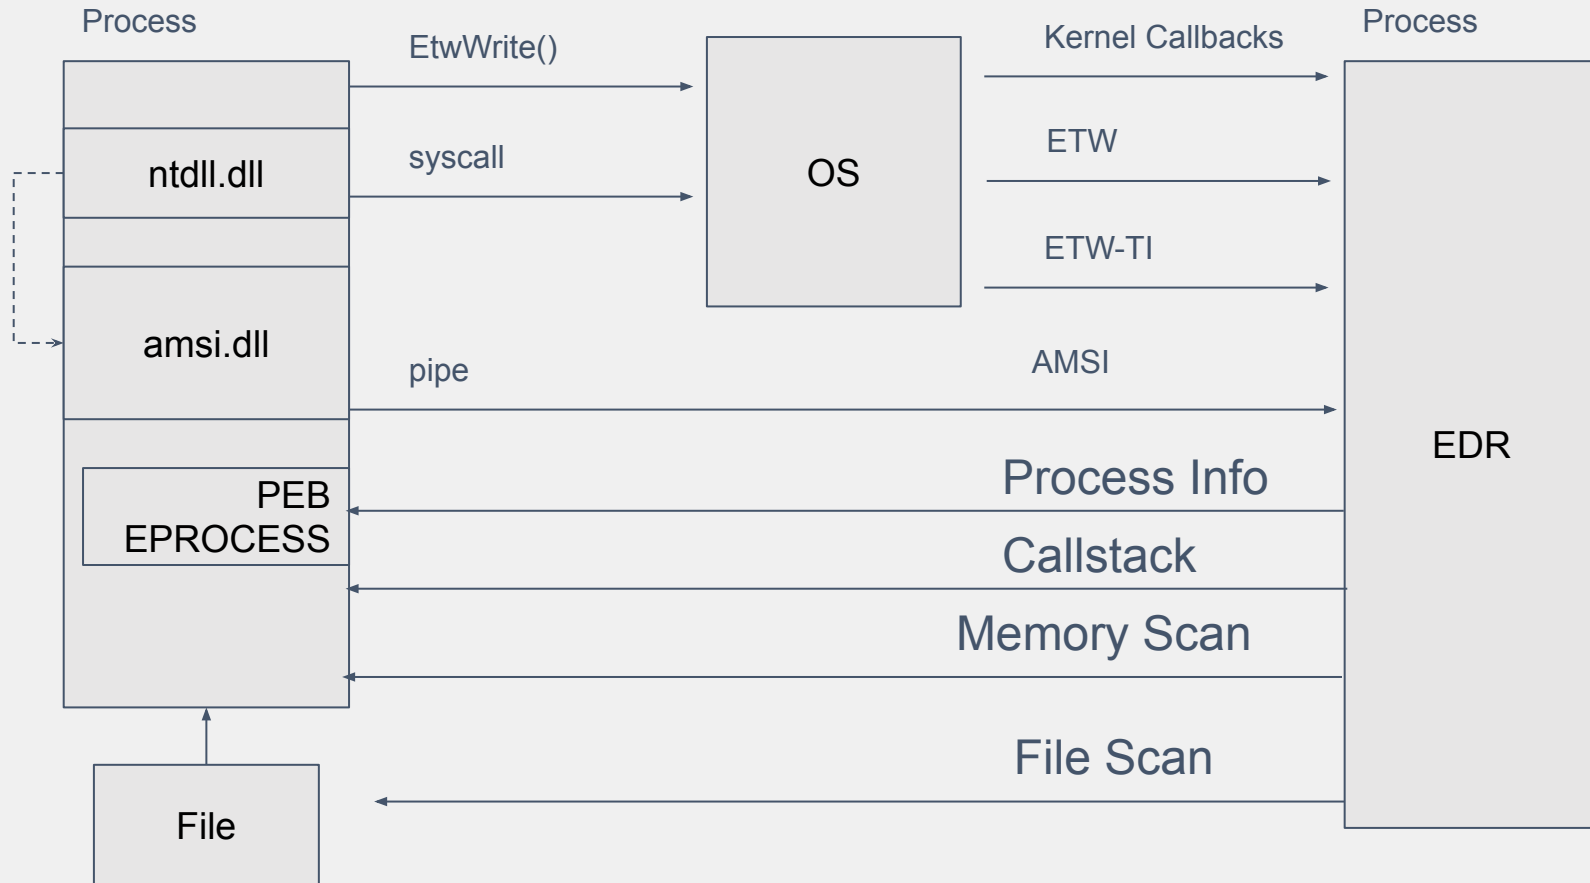 Process
EtwWrite()
Kernel Callbacks
Process
ntdll.dll
syscall
OS
ETW
ETW-TI
amsi.dll
pipe
AMSI
EDR
PEB
EPROCESS
Process Info
Callstack
Memory Scan
File Scan
File